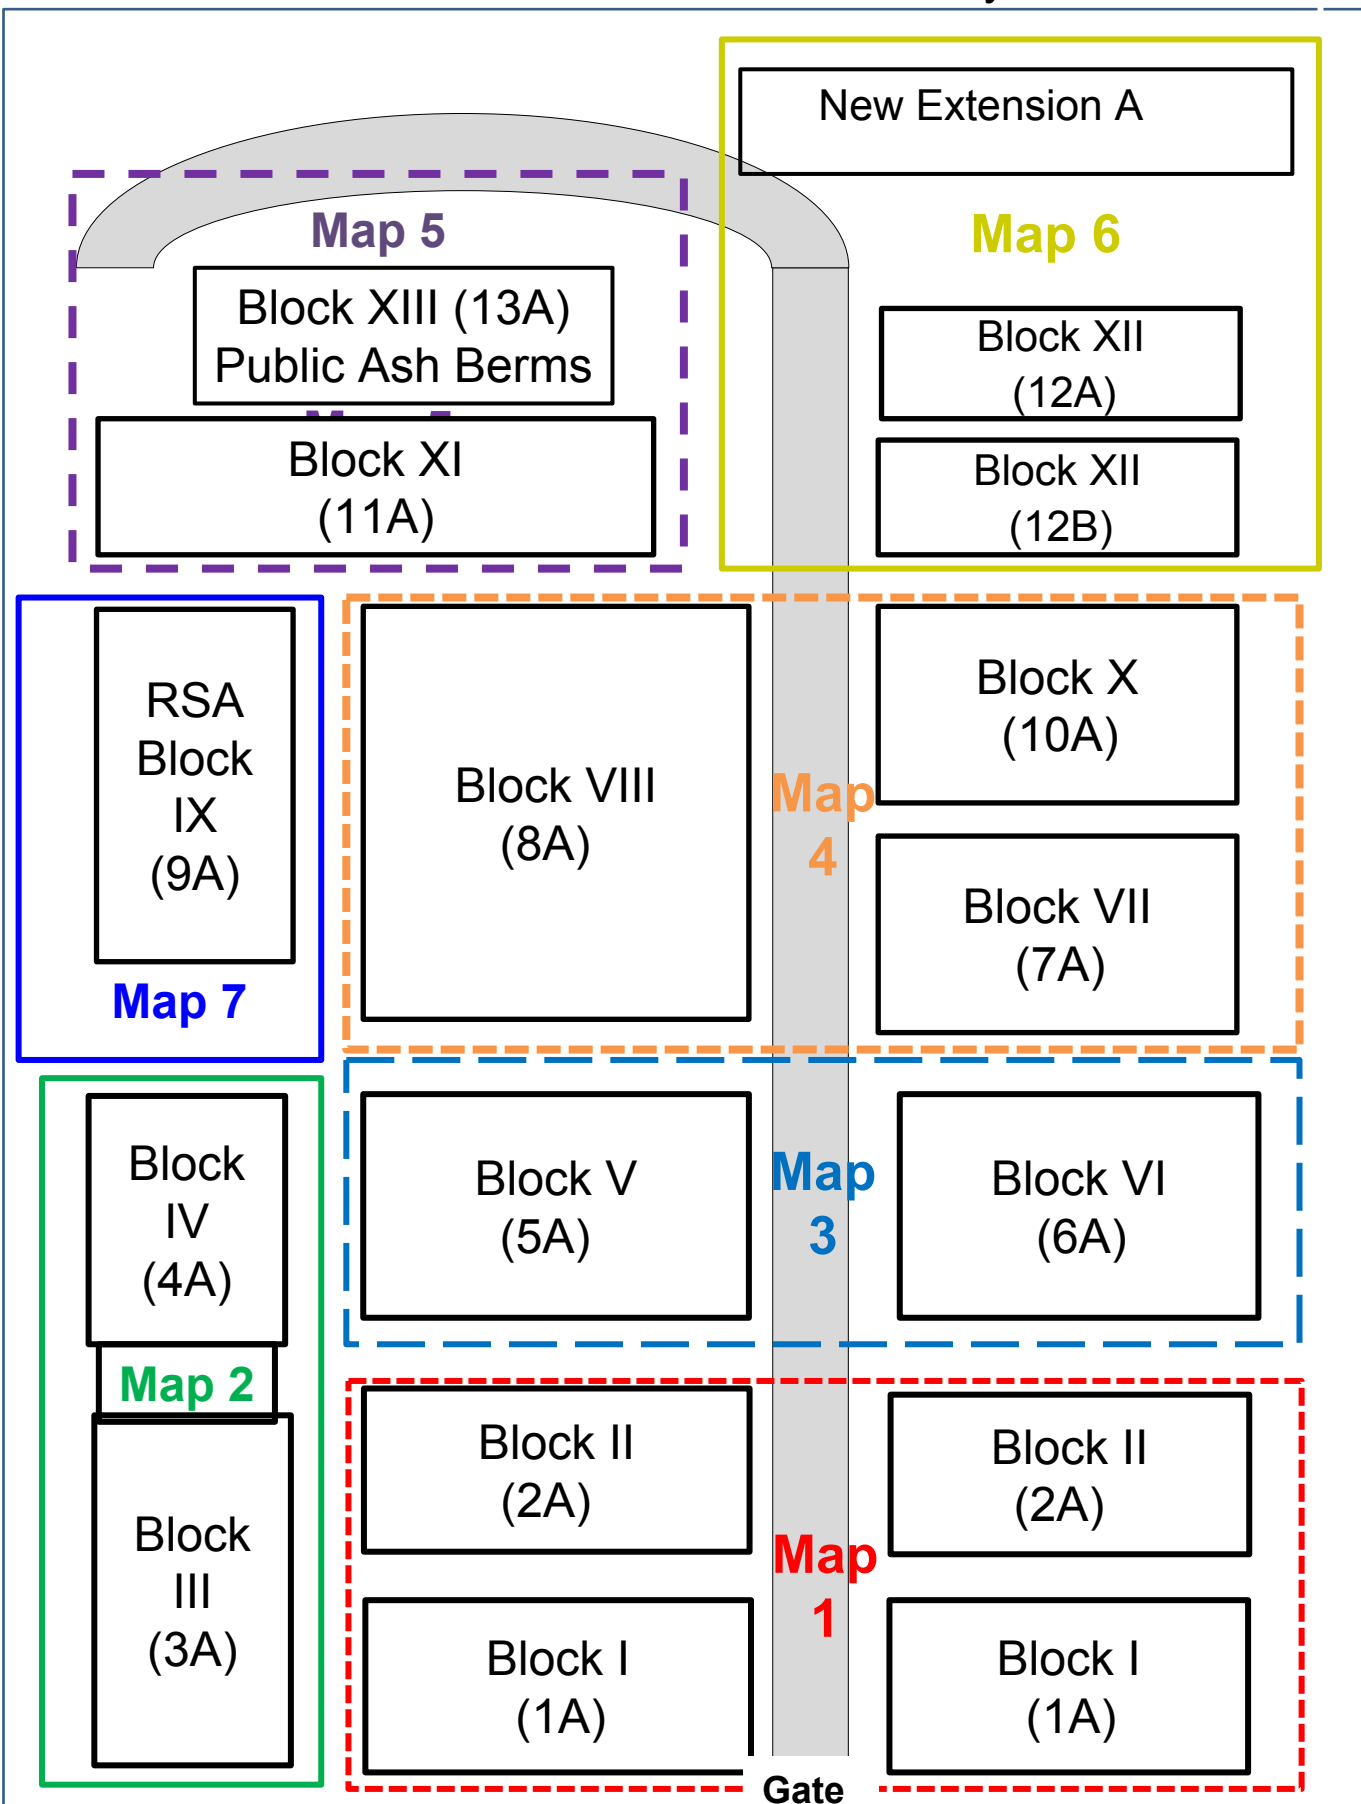 New Extension A
Map 5
Map 6
Block XIII (13A)
Public Ash Berms
Block XII
(12A)
Block XI
(11A)
Block XII
(12B)
RSA
Block
IX
(9A)
Map 7
Block VIII
(8A)
Map
4
Block X
(10A)
Block VII
(7A)
Block
IV
(4A)
Map 2
Block
III
(3A)
Block V
(5A)
Map
3
Block VI
(6A)
Block II
(2A)
Block II
(2A)
Map
1
Block I
(1A)
Block I
(1A)
Gate